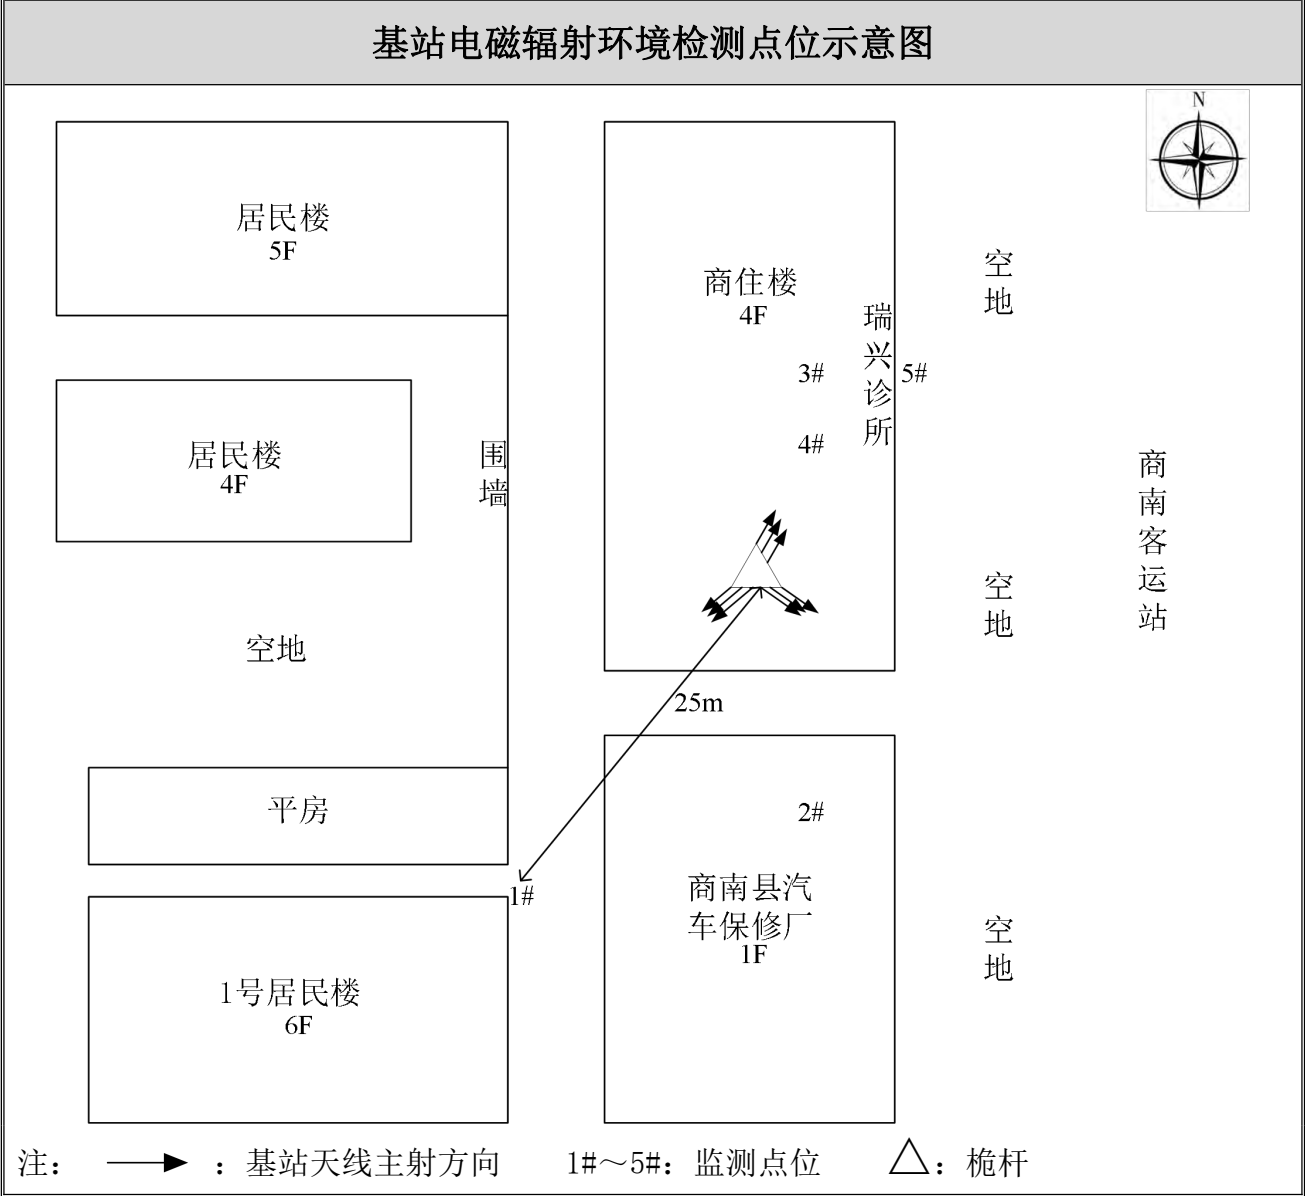 基站电磁辐射环境检测点位示意图
N
居民楼
5F
商住楼
4F
瑞兴诊所
空地
3#
5#
4#
居民楼
4F
围墙
商南客运站
空地
空地
25m
平房
2#
1#
商南县汽
车保修厂
1F
空地
1号居民楼
6F
注： ：基站天线主射方向 1#～5#：监测点位 ：桅杆